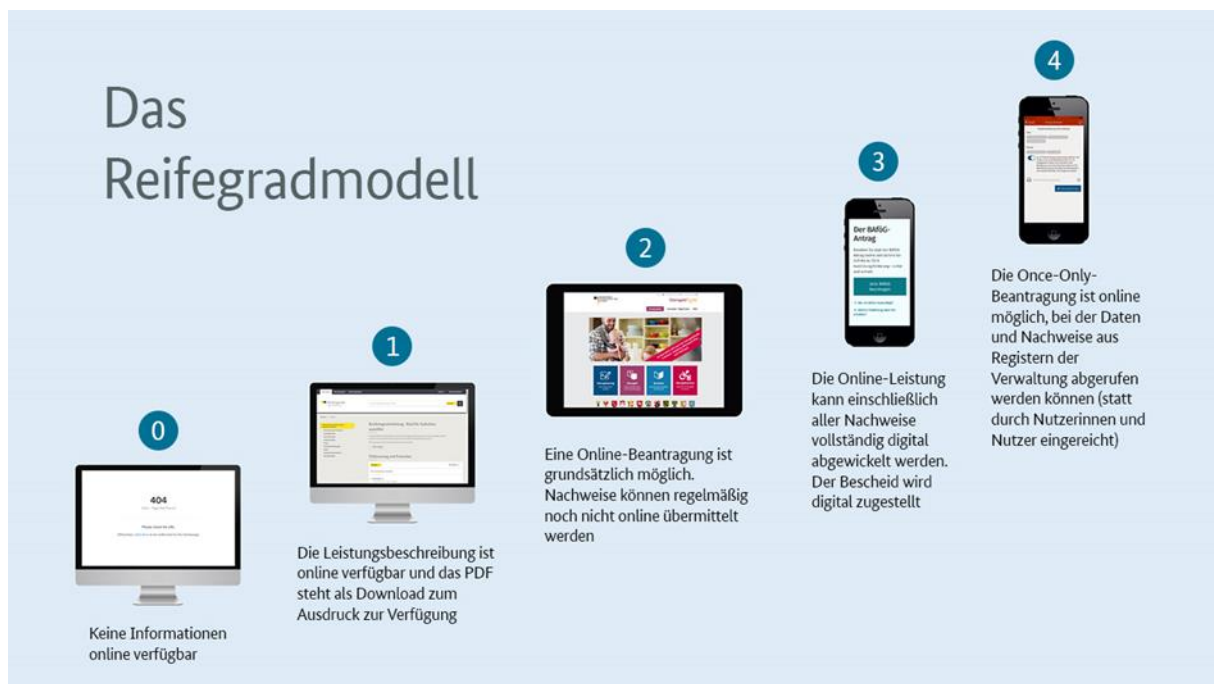 Das
Reifegradmodell
0
404
Keine Informationen
online verfügbar
1
Die Leistungsbeschreibung ist
online verfügbar und das PDF
steht als Download zum
Ausdruck zur Verfügung
2
Eine Online-Beantragung ist
grundsätzlich möglich.
Nachweise können regelmäßig
noch nicht online übermittelt
werden
3
Der BAföG-
Antrag
Die Online-Leistung
kann einschließlich
aller Nachweise
vollständig digital
abgewickelt werden.
Der Bescheid wird
digital zugestellt
4
Die Once-Only-
Beantragung ist online
möglich, bei der Daten
und Nachweise aus
Registern der
Verwaltung abgerufen
werden können (statt
durch Nutzerinnen und
Nutzer eingereicht)